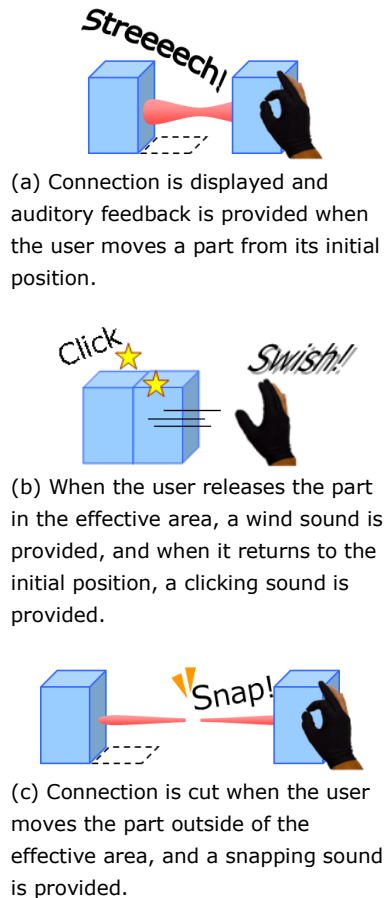 Streeeech!
(a) Connection is displayed and
auditory feedback is provided when
the user moves a part from its initial
position.
Click
Swish!
(b) When the user releases the part
in the effective area, a wind sound is
provided, and when it returns to the
initial position, a clicking sound is
provided.
Snap!
(c) Connection is cut when the user
moves the part outside of the
effective area, and a snapping sound
is provided.